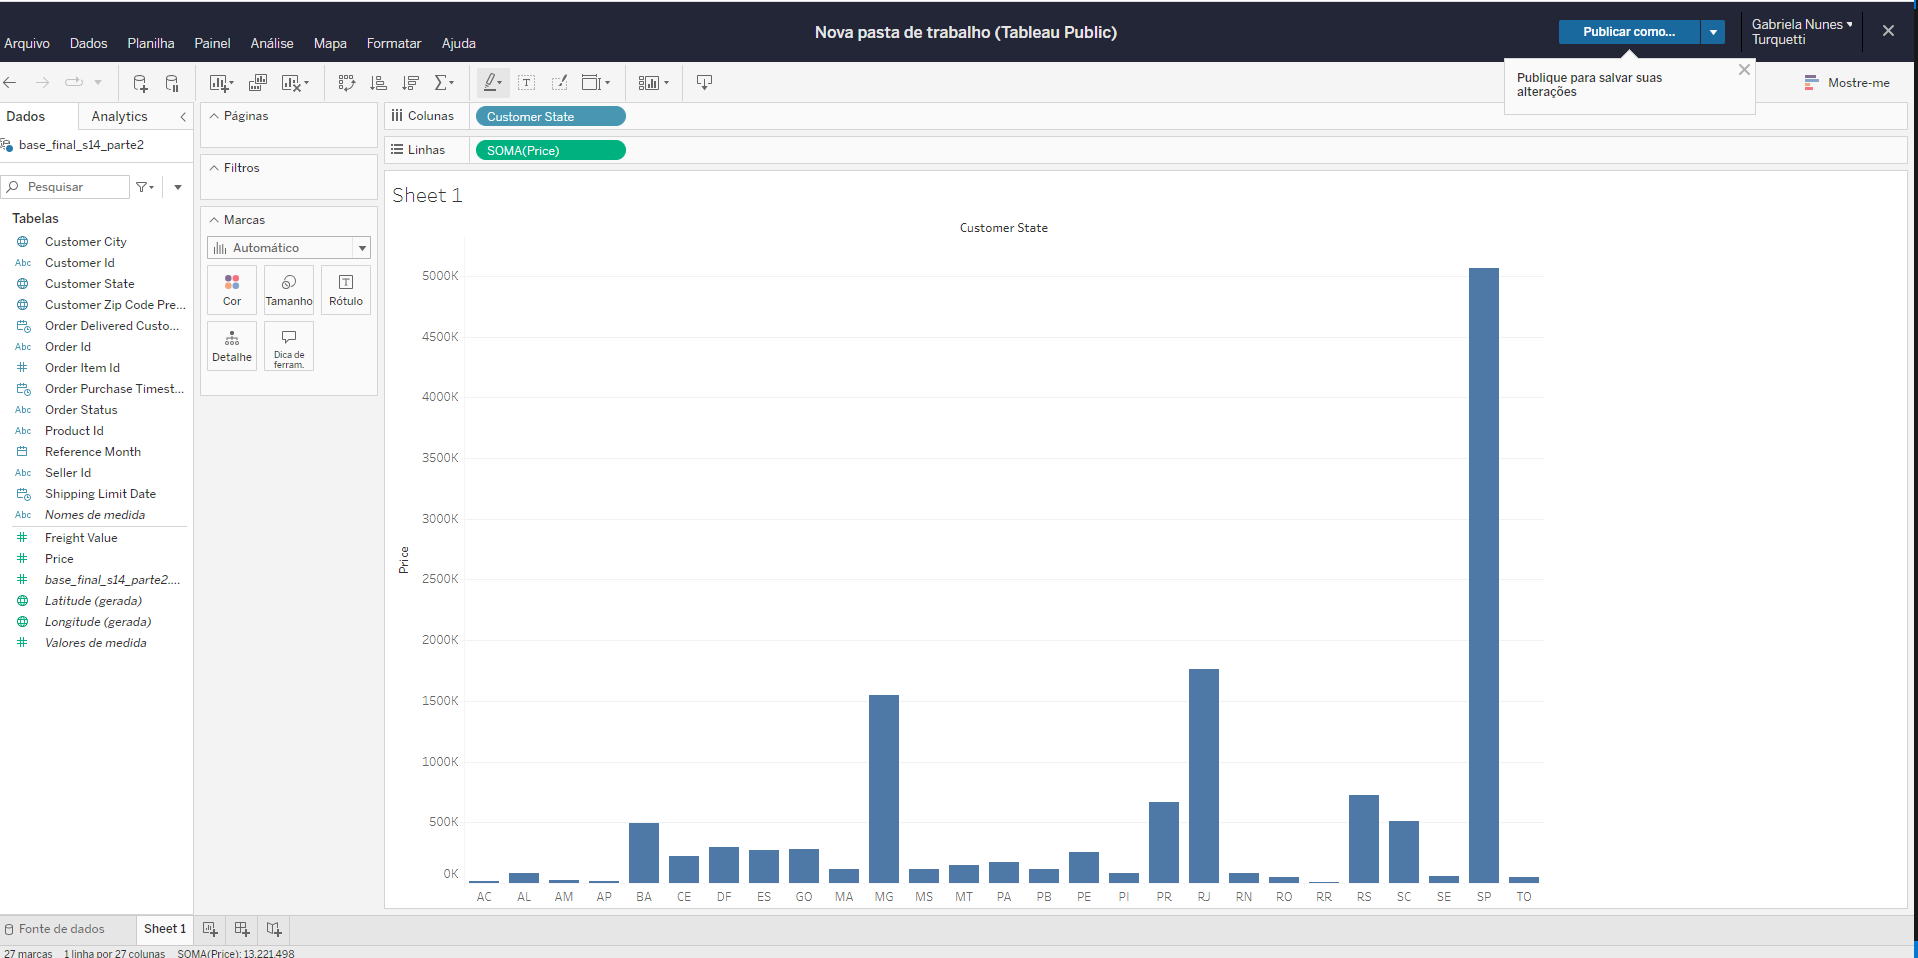 Nova pasta de trabalho (Tableau Public)
Publicar como...
Gabriela Nunes
Turquetti
Arquivo Dados Planilha Painel Análise Mapa Formatar Ajuda
Publique para salvar suas
alterações
Mostre-me
Dados Analytics
base_final_s14_parte2
Pesquisar
Tabelas
Customer City
Abc Customer Id
Customer State
Customer Zip Code Pre...
Order Delivered Custo...
Abc Order Id
Order Item Id
Order Purchase Timest...
Abc Order Status
Abc Product Id
Reference Month
Abc Seller Id
Shipping Limit Date
Abc Nomes de medida
Freight Value
Price
base_final_s14_parte2....
Latitude (gerada)
Longitude (gerada)
Valores de medida
Páginas
Filtros
Marcas
Automático
Cor Tamanho Rótulo
Detalhe Dica de
ferram.
Colunas Customer State
Linhas SOMA(Price)
Sheet 1
Customer State
Price
5000K
4500K
4000K
3500K
3000K
2500K
2000K
1500K
1000K
500K
0K
AC AL AM AP BA CE DF ES GO MA MG MS MT PA PB PE PI PR RJ RN RO RR RS SC SE SP TO
Fonte de dados Sheet 1
27 marcas 1 linha por 27 colunas SOMA(Price): 13.221.498